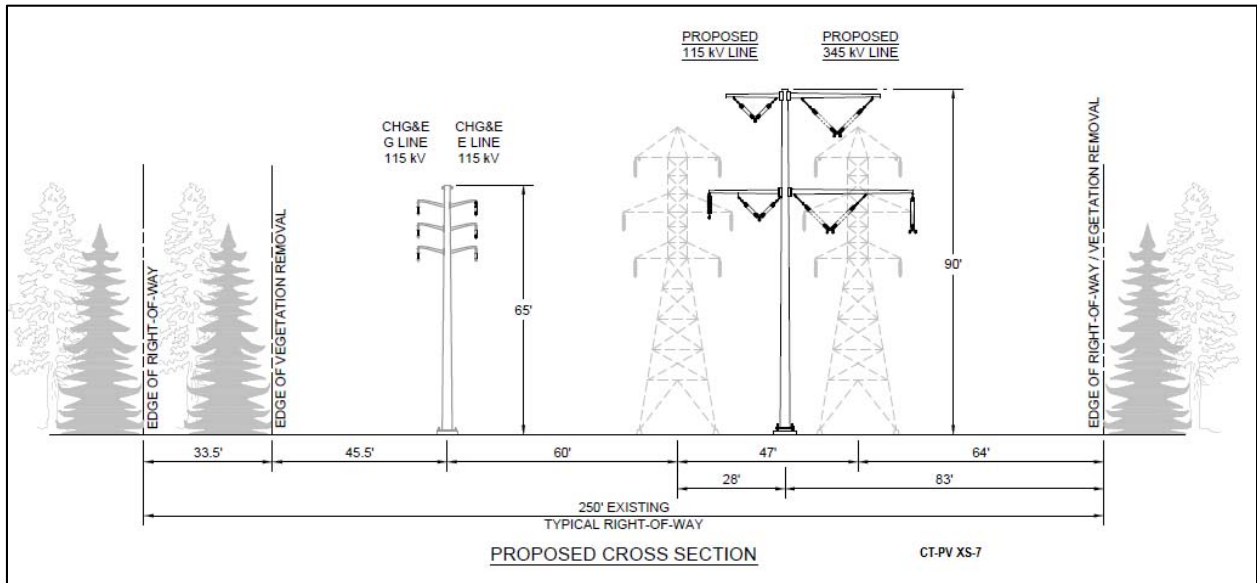 PROPOSED
115 kV LINE
PROPOSED
345 kV LINE
CHG&E
G LINE
115 kV
CHG&E
E LINE
115 kV
EDGE OF RIGHT-OF-WAY
EDGE OF VEGETATION REMOVAL
65'
90'
EDGE OF RIGHT-OF-WAY / VEGETATION REMOVAL
33.5'
45.5'
60'
47'
64'
28'
83'
250' EXISTING
TYPICAL RIGHT-OF-WAY
PROPOSED CROSS SECTION
CT-PV XS-7